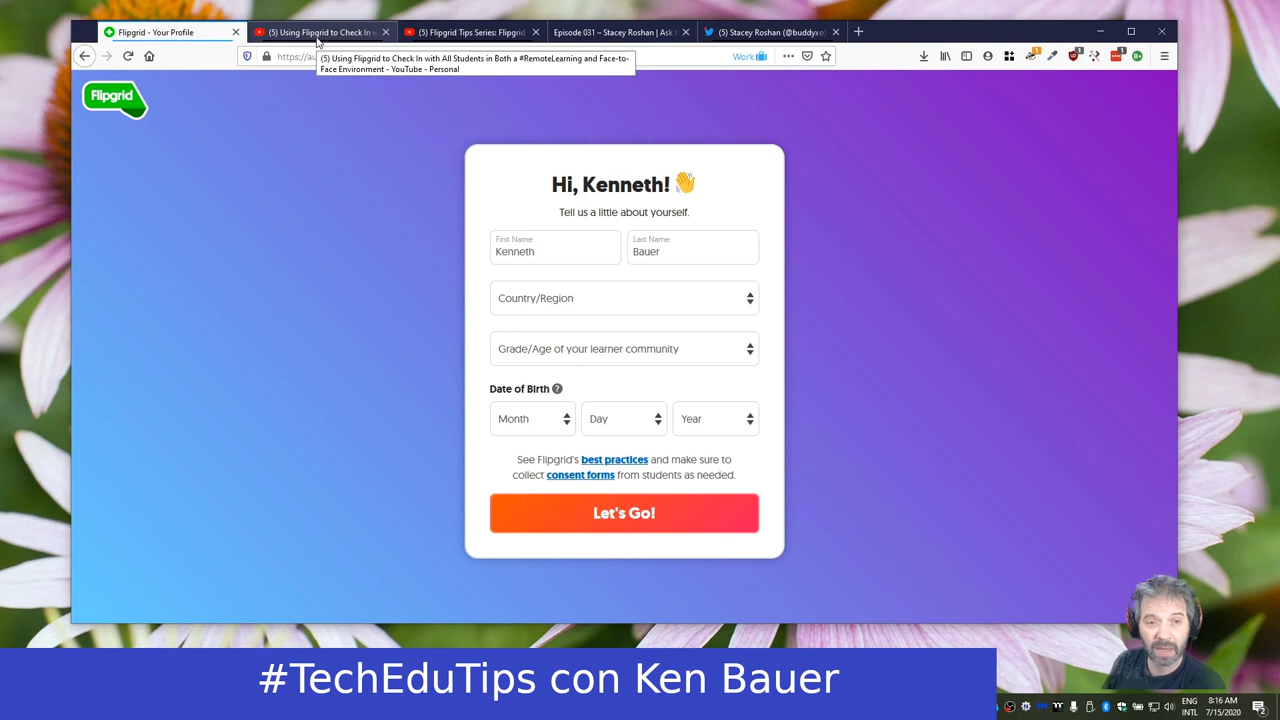 Flipgrid - Your Profile
(5) Using Flipgrid to Check In w
(5) Flipgrid Tips Series: Flipgrid
Episode 031 – Stacey Roshan | Ask
(5) Stacey Roshan (@buddyxo)
https://au
Work
(5) Using Flipgrid to Check In with All Students in Both a #RemoteLearning and Face-to-
Face Environment - YouTube - Personal
Flipgrid
Hi, Kenneth! 👋
Tell us a little about yourself.
First Name
Kenneth
Last Name
Bauer
Country/Region
Grade/Age of your learner community
Date of Birth ?
Month
Day
Year
See Flipgrid's best practices and make sure to
collect consent forms from students as needed.
Let's Go!
#TechEduTips con Ken Bauer
ENG
INTL
8:16 AM
7/15/2020
2